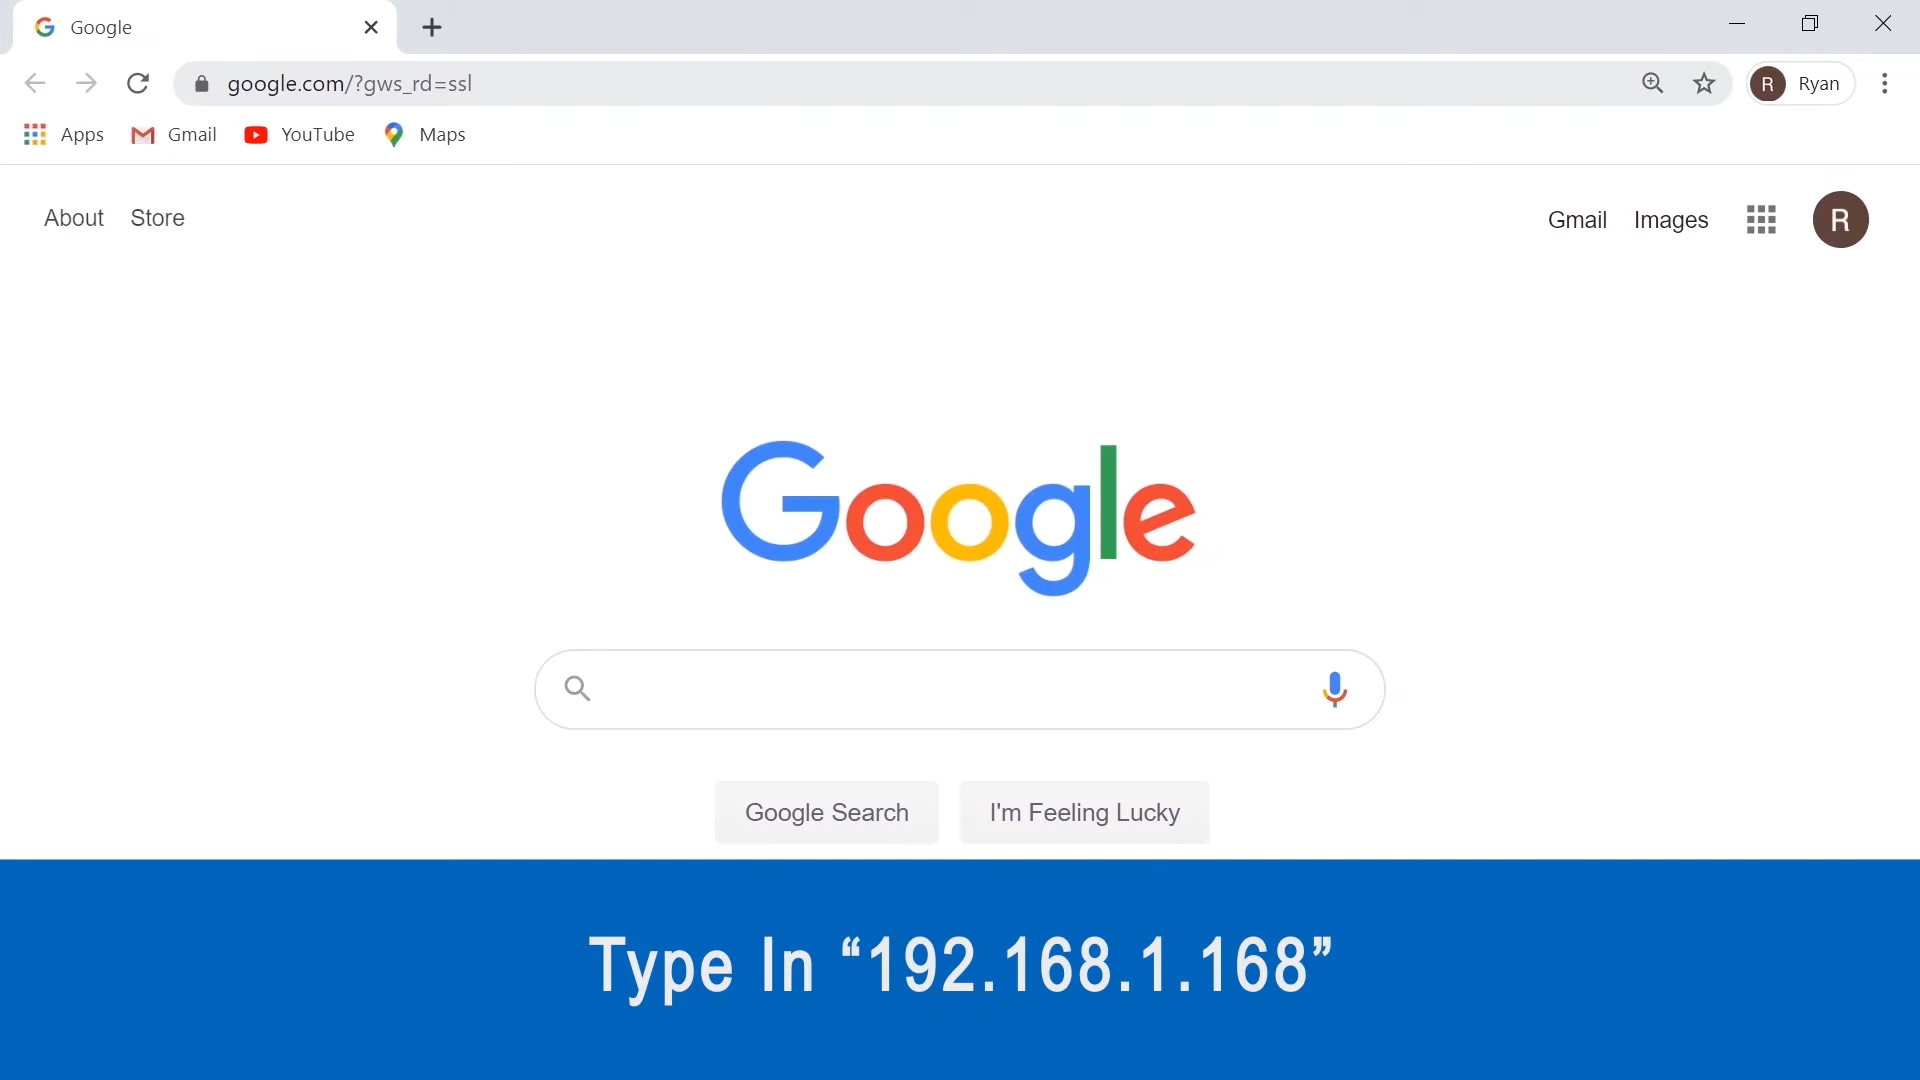 Google
google.com/?gws_rd=ssl
R Ryan
Apps Gmail YouTube Maps
About Store
Gmail Images R
Google
Google Search I'm Feeling Lucky
Type In “192.168.1.168”